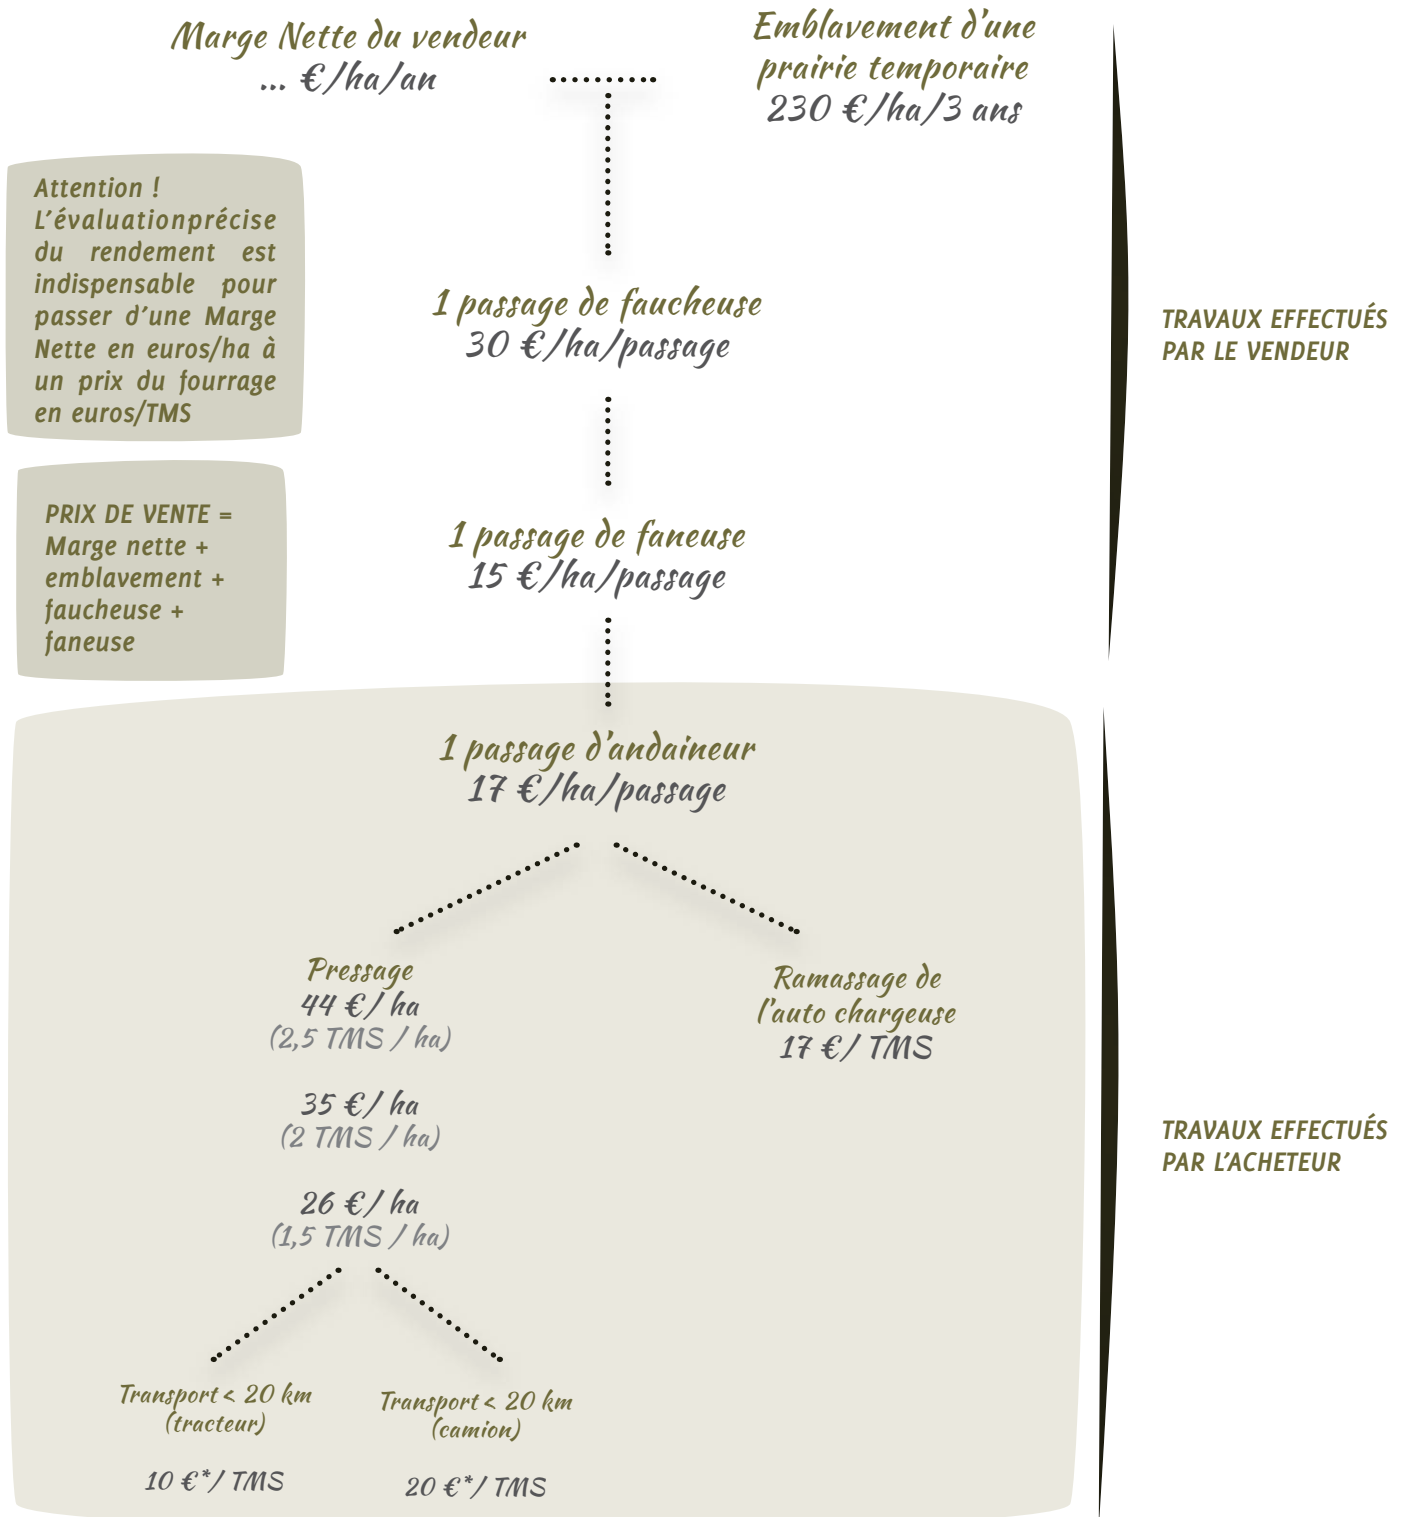 Marge Nette du vendeur
... €/ha/an
Emblavement d'une
prairie temporaire
230 €/ha/3 ans
Attention !
L'évaluationprécise
du rendement est
indispensable pour
passer d'une Marge
Nette en euros/ha à
un prix du fourrage
en euros/TMS
1 passage de faucheuse
30 €/ha/passage
TRAVAUX EFFECTUÉS
PAR LE VENDEUR
PRIX DE VENTE =
Marge nette +
emblavement +
faucheuse +
faneuse
1 passage de faneuse
15 €/ha/passage
1 passage d'andaineur
17 €/ha/passage
Pressage
44 €/ ha
(2,5 TMS / ha)
35 €/ ha
(2 TMS / ha)
26 €/ ha
(1,5 TMS / ha)
Ramassage de
l'auto chargeuse
17 €/ TMS
TRAVAUX EFFECTUÉS
PAR L'ACHETEUR
Transport < 20 km
(tracteur)
10 €*/ TMS
Transport < 20 km
(camion)
20 €*/ TMS